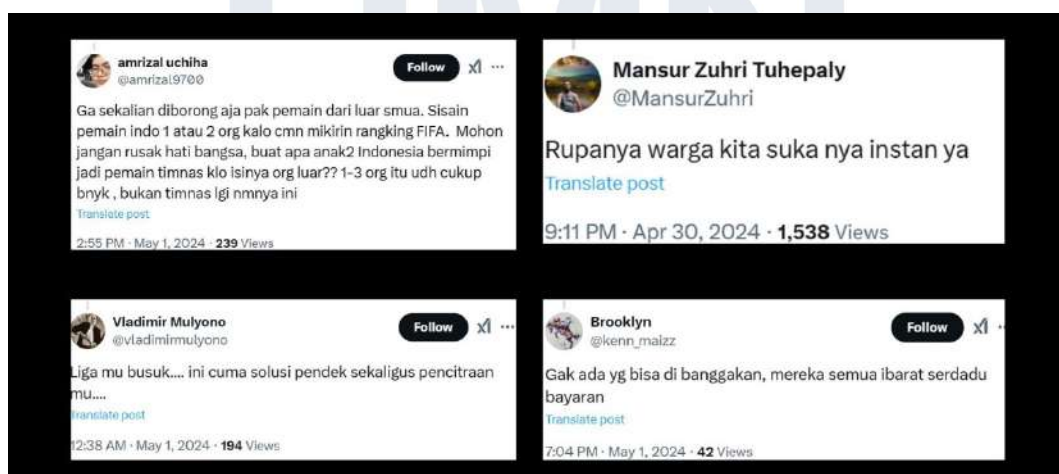 amrizal uchiha
@amrizal9700
Follow
Ga sekalian diborong aja pak pemain dari luar smua. Sisain
pemain indo 1 atau 2 org kalo cmn mikirin rangking FIFA. Mohon
jangan rusak hati bangsa, buat apa anak2 Indonesia bermimpi
jadi pemain timnas klo isinya org luar?? 1-3 org itu udh cukup
bnyk , bukan timnas lgi nmnya ini
Translate post
2:55 PM · May 1, 2024 · 239 Views
Mansur Zuhri Tuhepaly
@MansurZuhri
Rupanya warga kita suka nya instan ya
Translate post
9:11 PM · Apr 30, 2024 · 1,538 Views
Vladimir Mulyono
@vladimirmulyono
Follow
Liga mu busuk.... ini cuma solusi pendek sekaligus pencitraan
mu....
Translate post
12:38 AM · May 1, 2024 · 194 Views
Brooklyn
@kenn_maizz
Follow
Gak ada yg bisa di banggakan, mereka semua ibarat serdadu
bayaran
Translate post
7:04 PM · May 1, 2024 · 42 Views